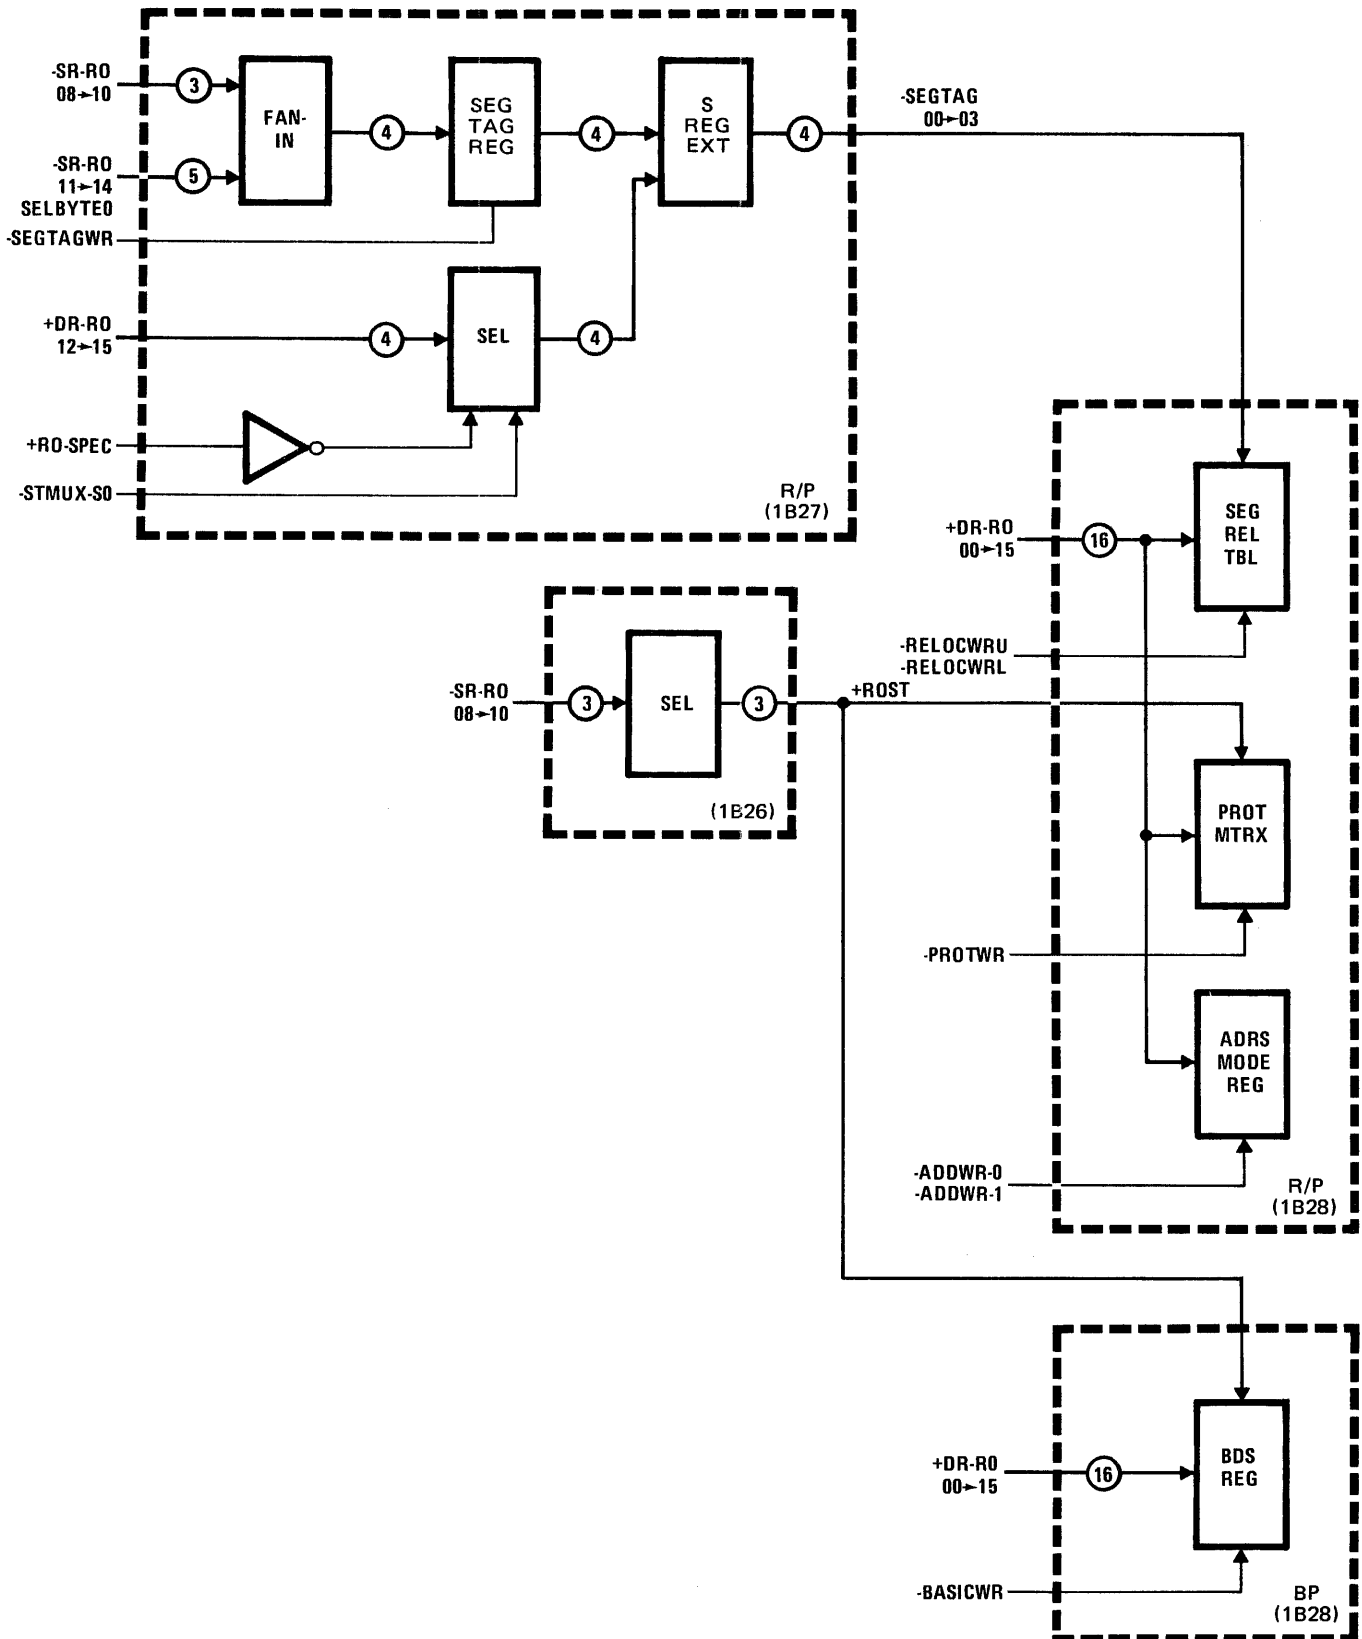 -SR-RO
08→10
3
FAN-
IN
4
SEG
TAG
REG
4
S
REG
EXT
4
-SEGTAG
00→03
-SR-RO
11→14
SELBYTE0
5
-SEGTAGWR
+DR-RO
12→15
4
SEL
4
+RO-SPEC
-STMUX-S0
R/P
(1B27)
+DR-RO
00→15
16
SEG
REL
TBL
-RELOCWRU
-RELOCWRL
-SR-RO
08→10
3
SEL
3
(1B26)
+ROST
PROT
MTRX
-PROTWR
ADRS
MODE
REG
-ADDWR-0
-ADDWR-1
R/P
(1B28)
+DR-RO
00→15
16
BDS
REG
-BASICWR
BP
(1B28)